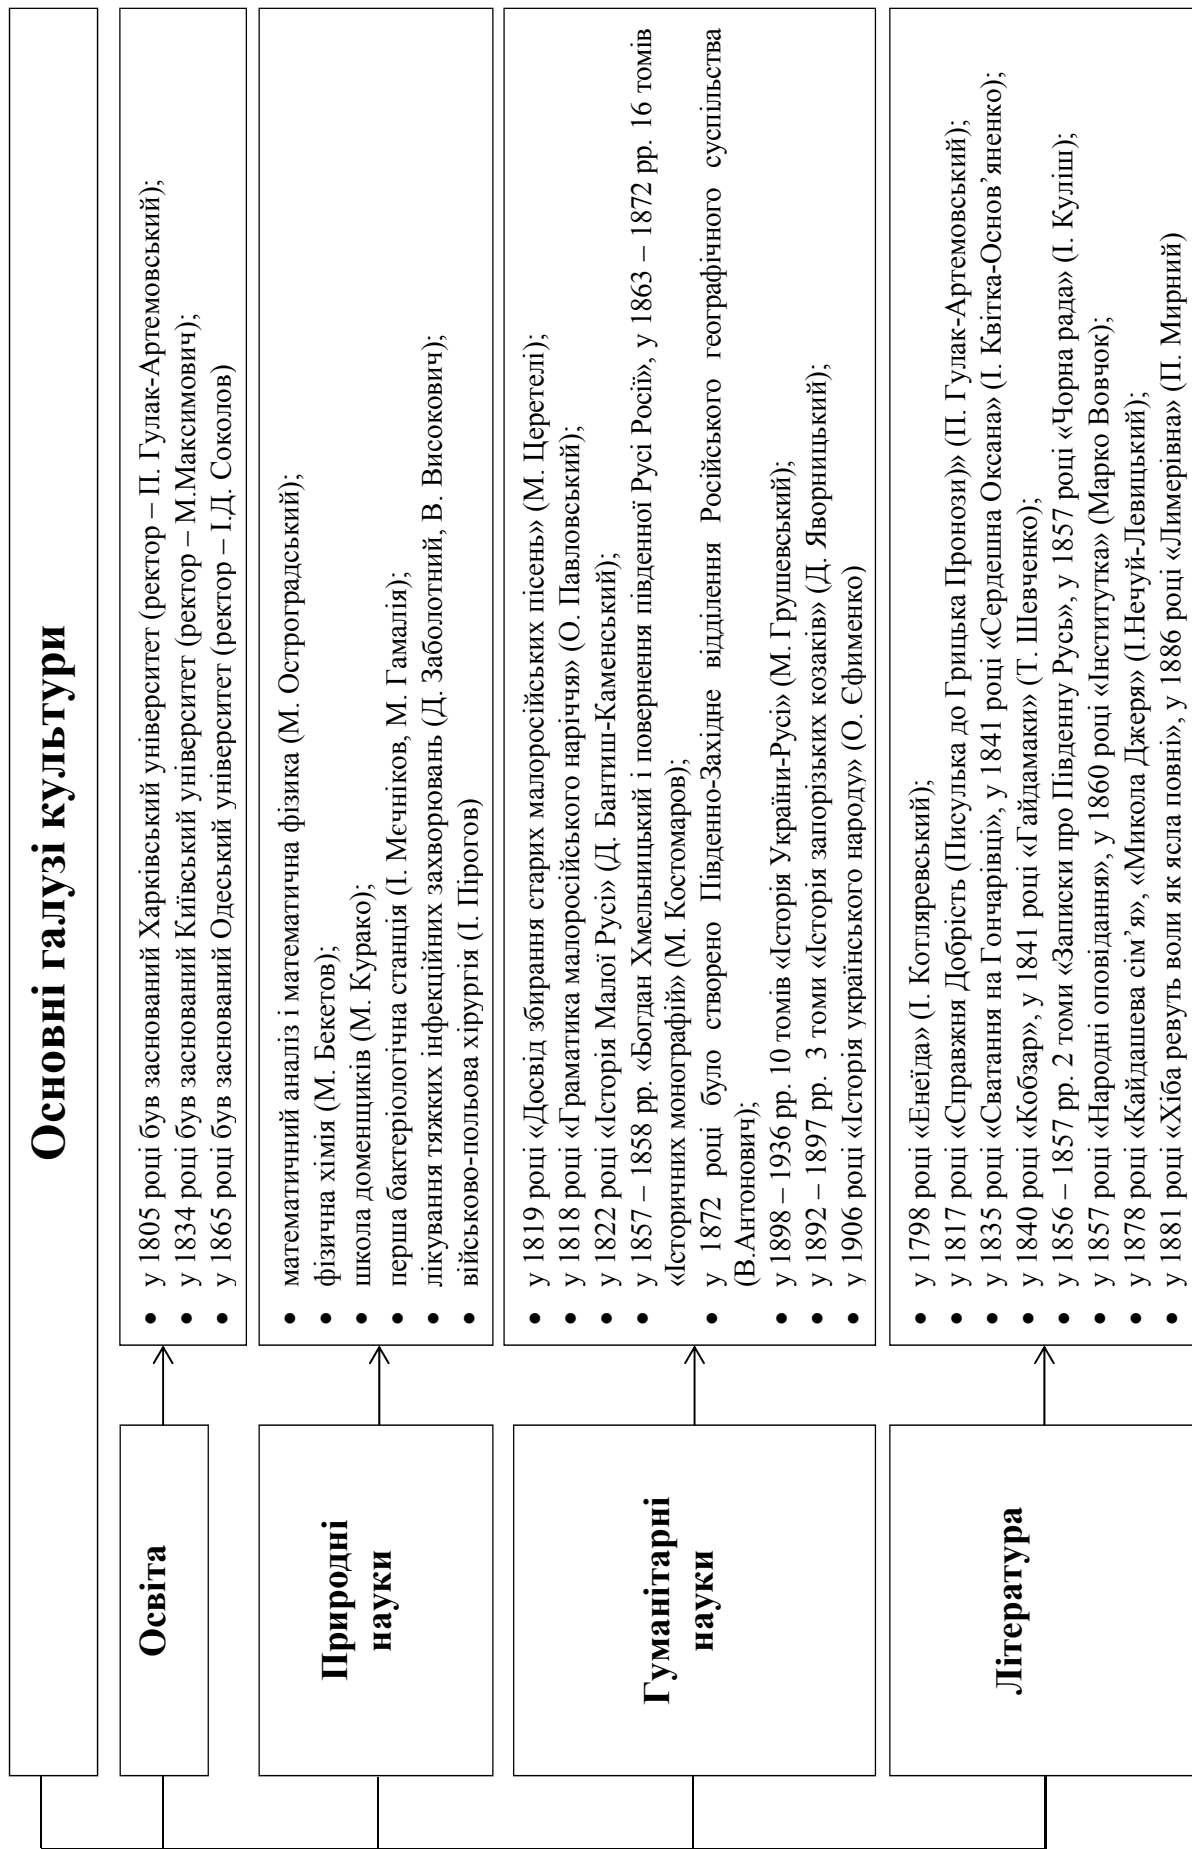 Основні галузі культури
Освіта
• у 1805 році був заснований Харківський університет (ректор – П. Гулак-Артемовський);
• у 1834 році був заснований Київський університет (ректор – М.Максимович);
• у 1865 році був заснований Одеський університет (ректор – І.Д. Соколов)
Природні
науки
• математичний аналіз і математична фізика (М. Остроградський);
• фізична хімія (М. Бекетов);
• школа доменщиків (М. Курако);
• перша бактеріологічна станція (І. Мєчніков, М. Гамалія);
• лікування тяжких інфекційних захворювань (Д. Заболотний, В. Високович);
• військово-польова хірургія (І. Пірогов)
Гуманітарні
науки
• у 1819 році «Досвід збирання старих малоросійських пісень» (М. Церетелі);
• у 1818 році «Граматика малоросійського наріччя» (О. Павловський);
• у 1822 році «Історія Малої Русі» (Д. Бантиш-Каменський);
• у 1857 – 1858 рр. «Богдан Хмельницький і повернення південної Русі Росії», у 1863 – 1872 рр. 16 томів
«Історичних монографій» (М. Костомаров);
• у 1872 році було створено Південно-Західне відділення Російського географічного суспільства
(В.Антонович);
• у 1898 – 1936 рр. 10 томів «Історія України-Русі» (М. Грушевський);
• у 1892 – 1897 рр. 3 томи «Історія запорізьких козаків» (Д. Яворницький);
• у 1906 році «Історія українського народу» (О. Єфименко)
Література
• у 1798 році «Енеїда» (І. Котляревський);
• у 1817 році «Справжня Добрість (Писулька до Грицька Пронози)» (П. Гулак-Артемовський);
• у 1835 році «Сватання на Гончарівці», у 1841 році «Сердешна Оксана» (І. Квітка-Основ’яненко);
• у 1840 році «Кобзар», у 1841 році «Гайдамаки» (Т. Шевченко);
• у 1856 – 1857 рр. 2 томи «Записки про Південну Русь», у 1857 році «Чорна рада» (І. Куліш);
• у 1857 році «Народні оповідання», у 1860 році «Інститутка» (Марко Вовчок);
• у 1878 році «Кайдашева сім’я», «Микола Джеря» (І.Нечуй-Левицький);
• у 1881 році «Хіба ревуть воли як ясла повні», у 1886 році «Лимерівна» (П. Мирний)